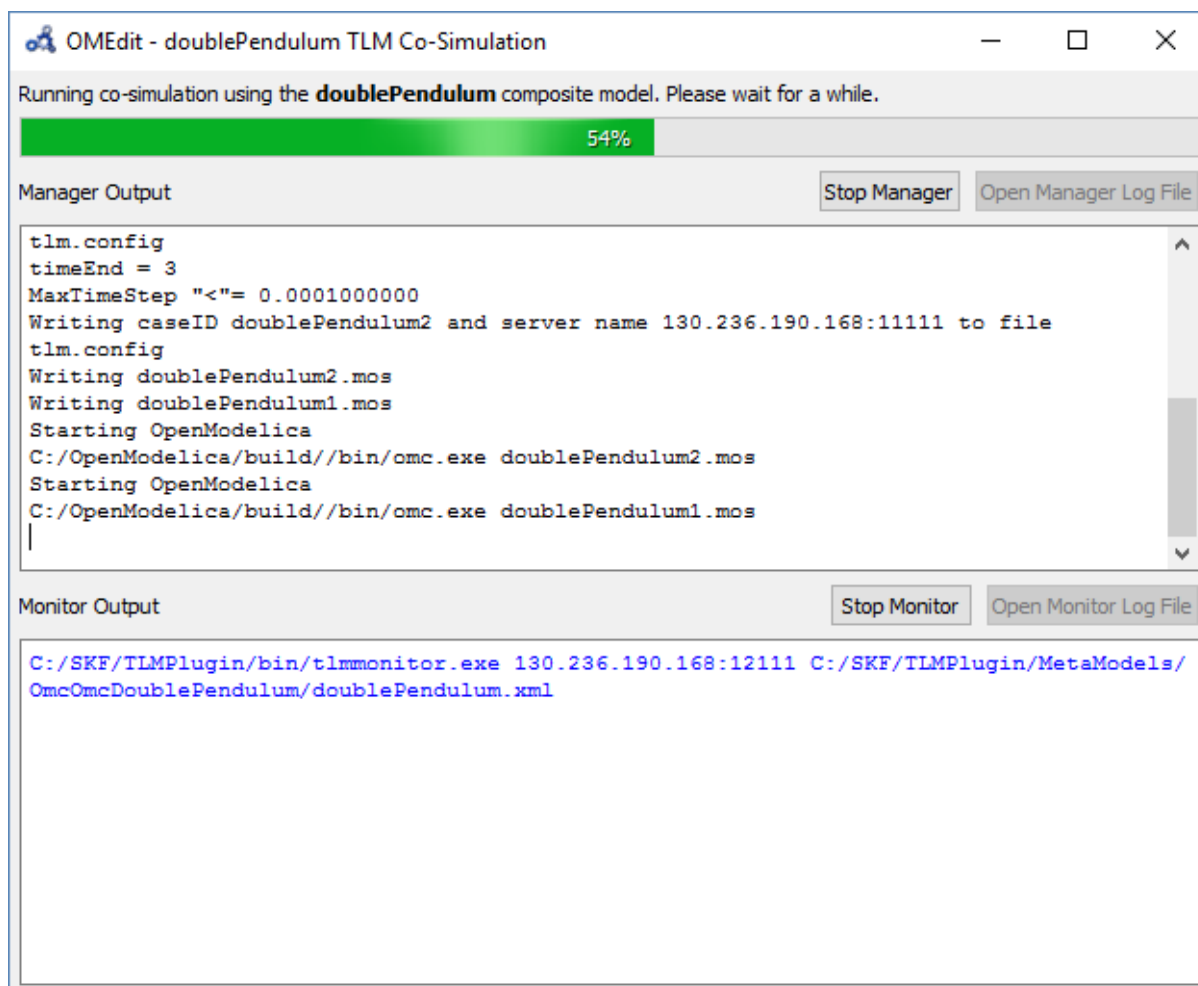 OMEdit - doublePendulum TLM Co-Simulation
Running co-simulation using the doublePendulum composite model. Please wait for a while.
54%
Manager Output
Stop Manager
Open Manager Log File
tlm.config
timeEnd = 3
MaxTimeStep "<"= 0.0001000000
Writing caseID doublePendulum2 and server name 130.236.190.168:11111 to file
tlm.config
Writing doublePendulum2.mos
Writing doublePendulum1.mos
Starting OpenModelica
C:/OpenModelica/build//bin/omc.exe doublePendulum2.mos
Starting OpenModelica
C:/OpenModelica/build//bin/omc.exe doublePendulum1.mos
Monitor Output
Stop Monitor
Open Monitor Log File
C:/SKF/TLMPlugin/bin/tlmmonitor.exe 130.236.190.168:12111 C:/SKF/TLMPlugin/MetaModels/
OmcOmcDoublePendulum/doublePendulum.xml